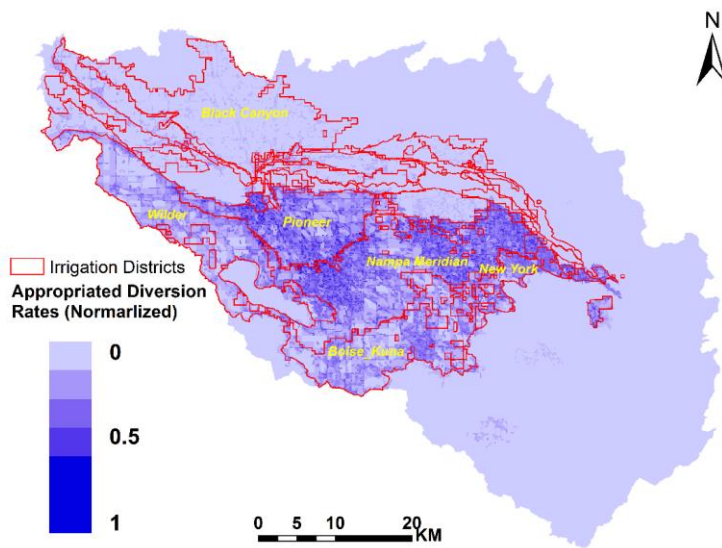 N
Black Canyon
Wilder
Pioneer
Nampa Meridian
New York
Boise_Kuna
Irrigation Districts
Appropriated Diversion
Rates (Normarlized)
0
0.5
1
0 5 10 20
KM